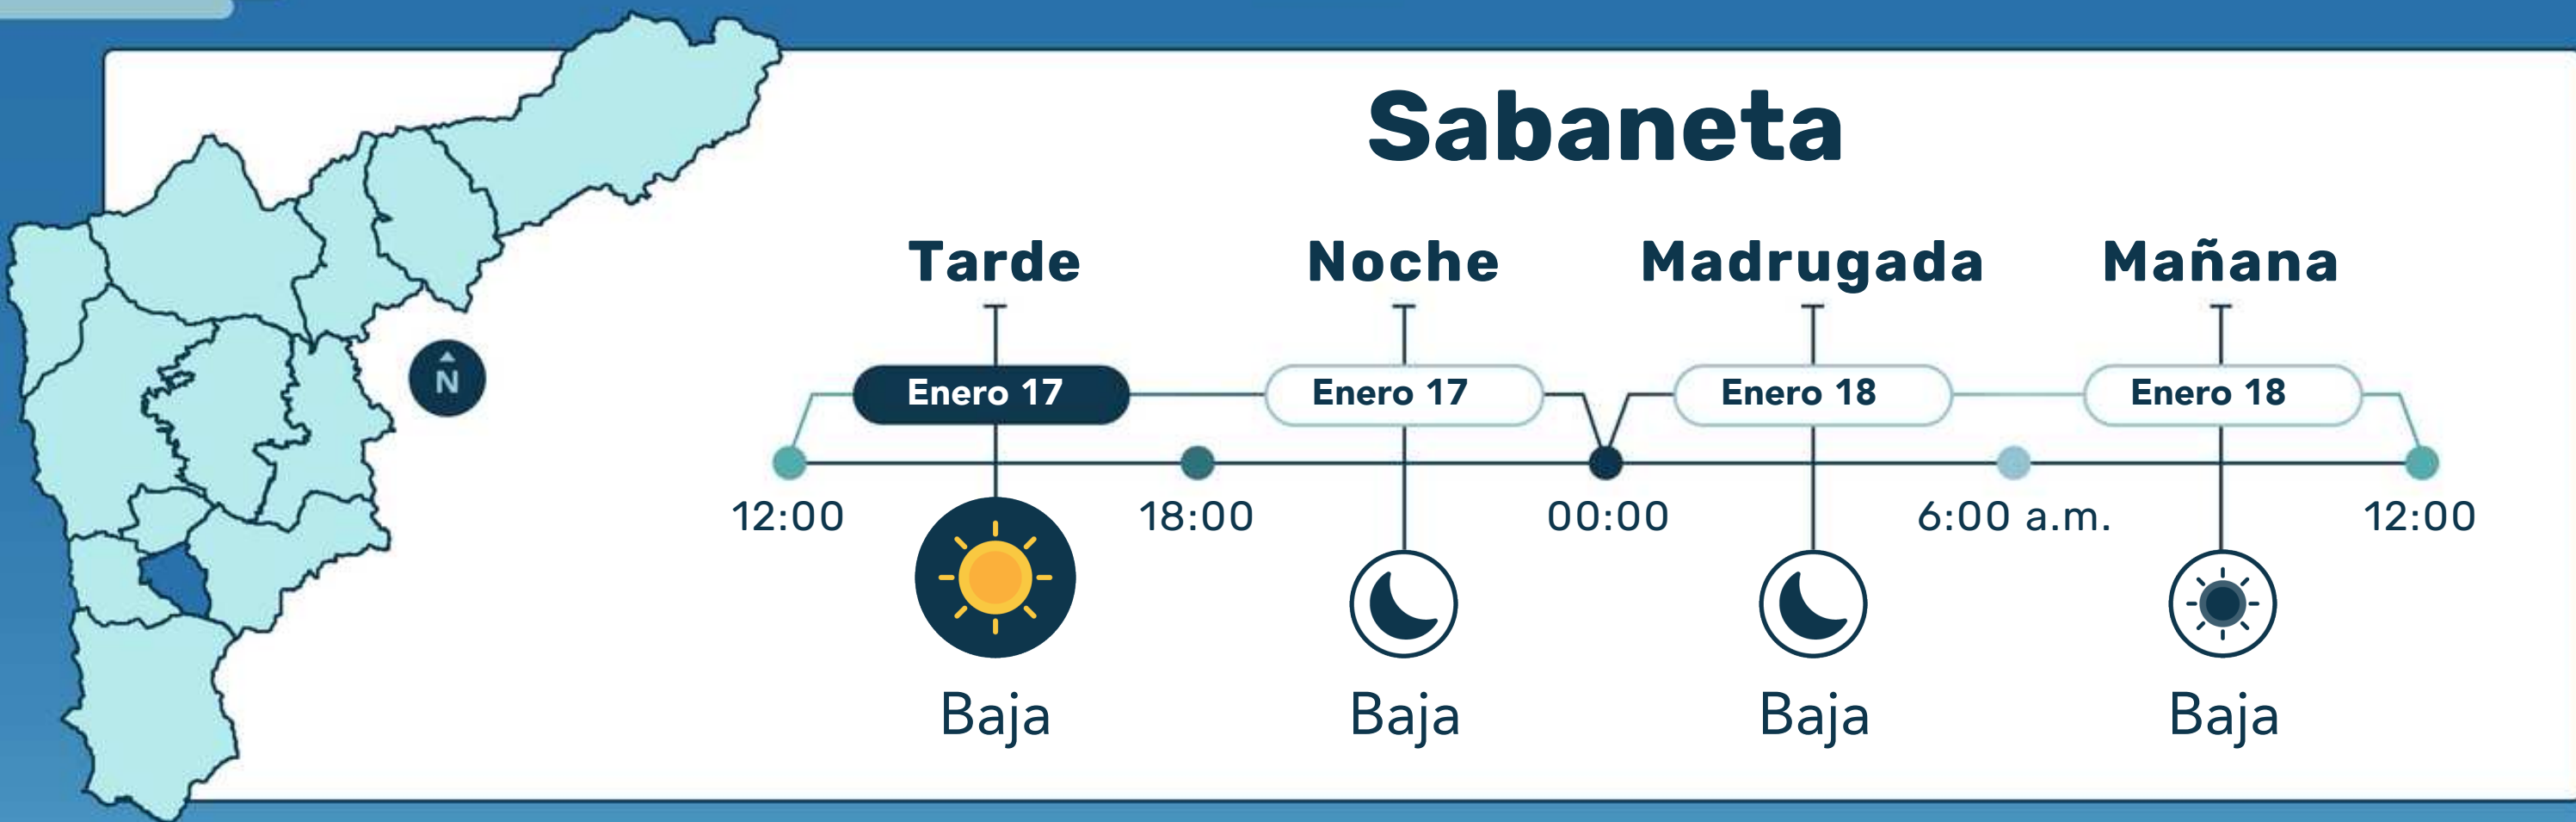 Sabaneta
Tarde Noche Madrugada Mañana
N
Enero 17 Enero 17 Enero 18 Enero 18
12:00 18:00 00:00 6:00 a.m. 12:00
Baja Baja Baja Baja